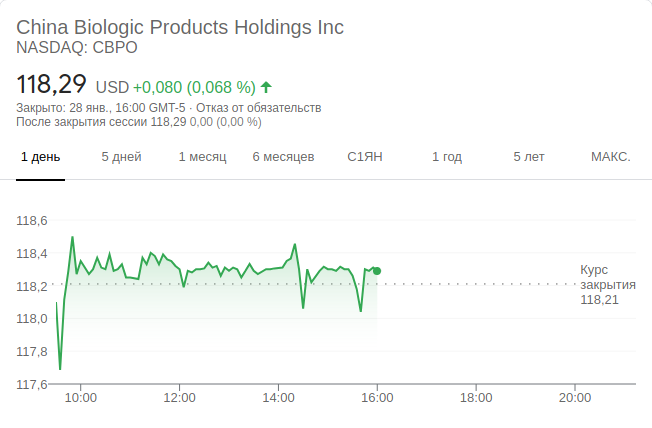 China Biologic Products Holdings Inc
NASDAQ: CBPO
118,29 USD +0,080 (0,068 %)
Закрыто: 28 янв., 16:00 GMT-5 · Отказ от обязательств
После закрытия сессии 118,29 0,00 (0,00 %)
1 день 5 дней 1 месяц 6 месяцев С1ЯН 1 год 5 лет МАКС.
118,6
118,4
118,2
118,0
117,8
117,6
Курс
закрытия
118,21
10:00 12:00 14:00 16:00 18:00 20:00